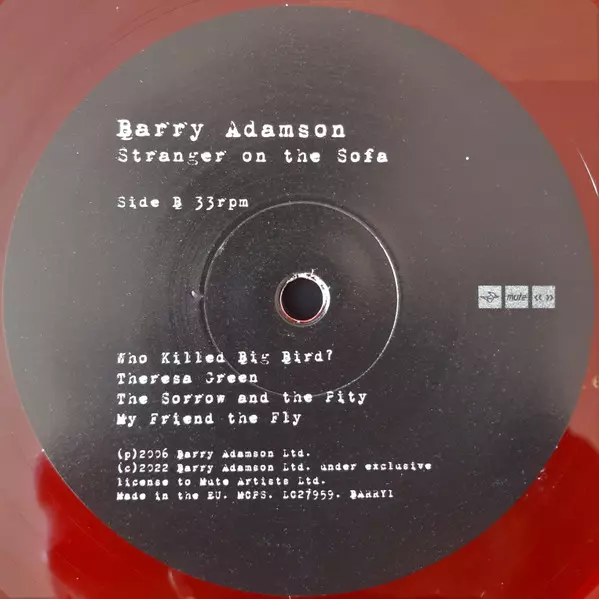 Barry Adamson
Stranger on the Sofa
Side B 33rpm
mute
Who Killed Big Bird?
Theresa Green
The Sorrow and the Pity
My Friend the Fly
(p)2006 Barry Adamson Ltd.
(c)2022 Barry Adamson Ltd. under exclusive
license to Mute Artists Ltd.
Made in the EU. MCPS. LC27959. BARRY1